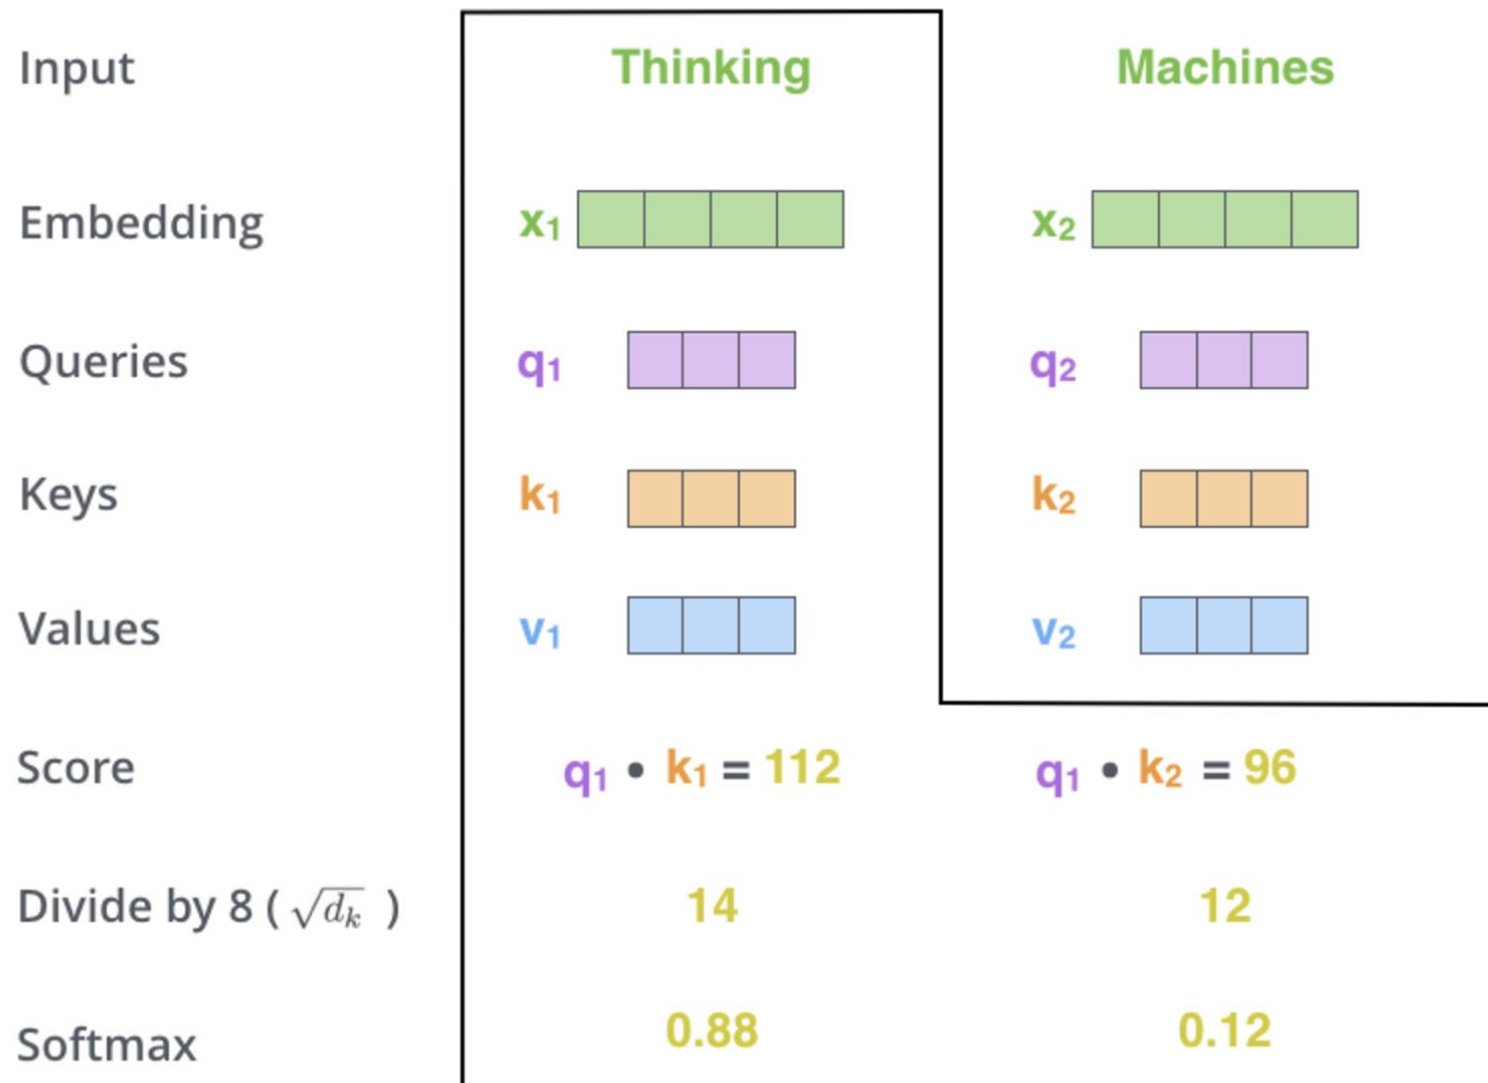 Input Thinking Machines
Embedding x₁ x₂
Queries q₁ q₂
Keys k₁ k₂
Values v₁ v₂
Score q₁ • k₁ = 112 q₁ • k₂ = 96
Divide by 8 ( √dₖ ) 14 12
Softmax 0.88 0.12